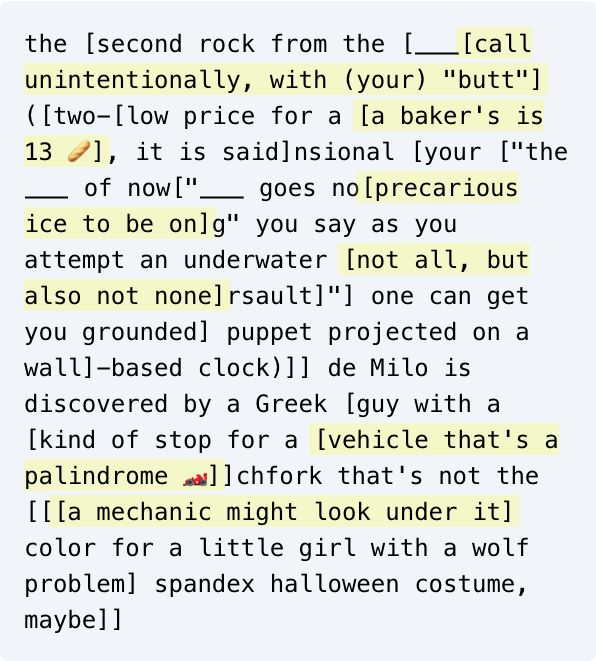 the [second rock from the [___[call
unintentionally, with (your) "butt"]
([two-[low price for a [a baker's is
13 🥖], it is said]nsional [your ["the
___ of now["___ goes no[precarious
ice to be on]g" you say as you
attempt an underwater [not all, but
also not none]rsault]"] one can get
you grounded] puppet projected on a
wall]-based clock)]] de Milo is
discovered by a Greek [guy with a
[kind of stop for a [vehicle that's a
palindrome 🏎️]]chfork that's not the
[[[a mechanic might look under it]
color for a little girl with a wolf
problem] spandex halloween costume,
maybe]]